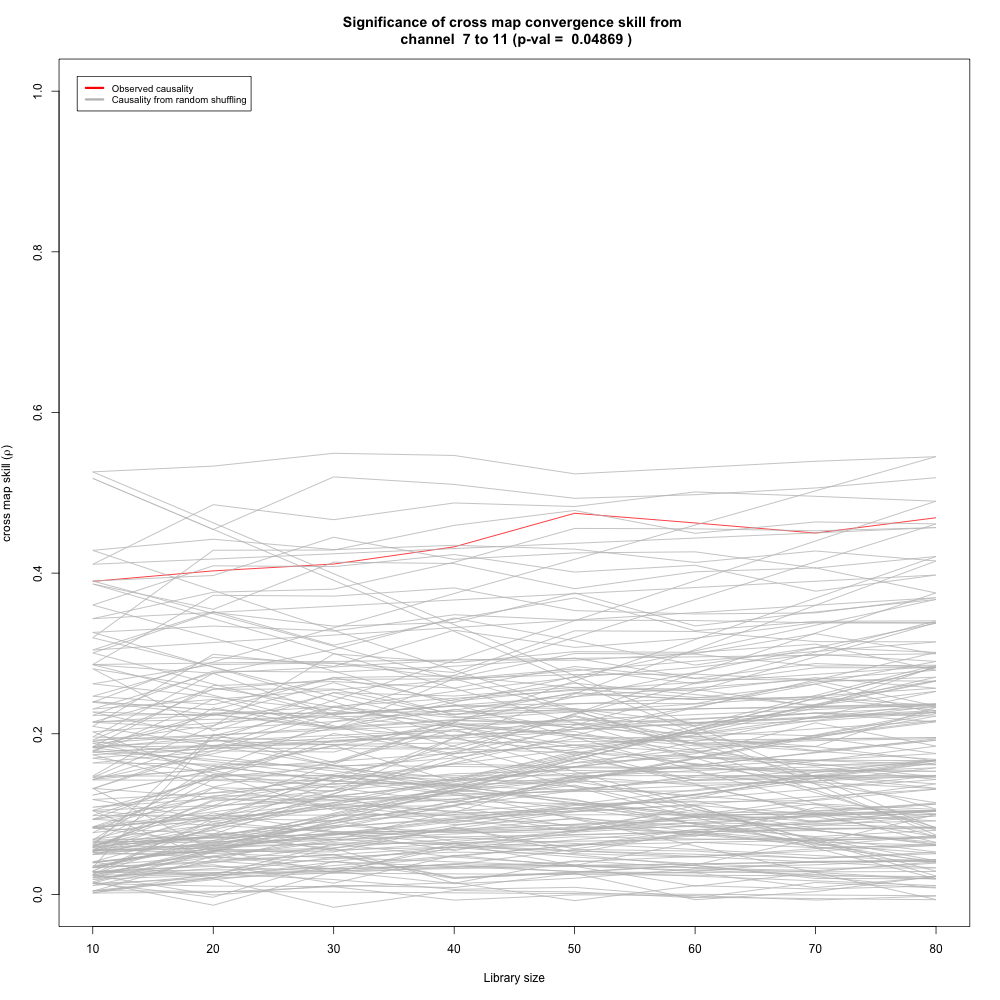 Significance of cross map convergence skill from
channel  7 to 11 (p-val =  0.04869 )
Observed causality
Causality from random shuffling
1.0
0.8
0.6
0.4
0.2
0.0
cross map skill (ρ)
10 20 30 40 50 60 70 80
Library size